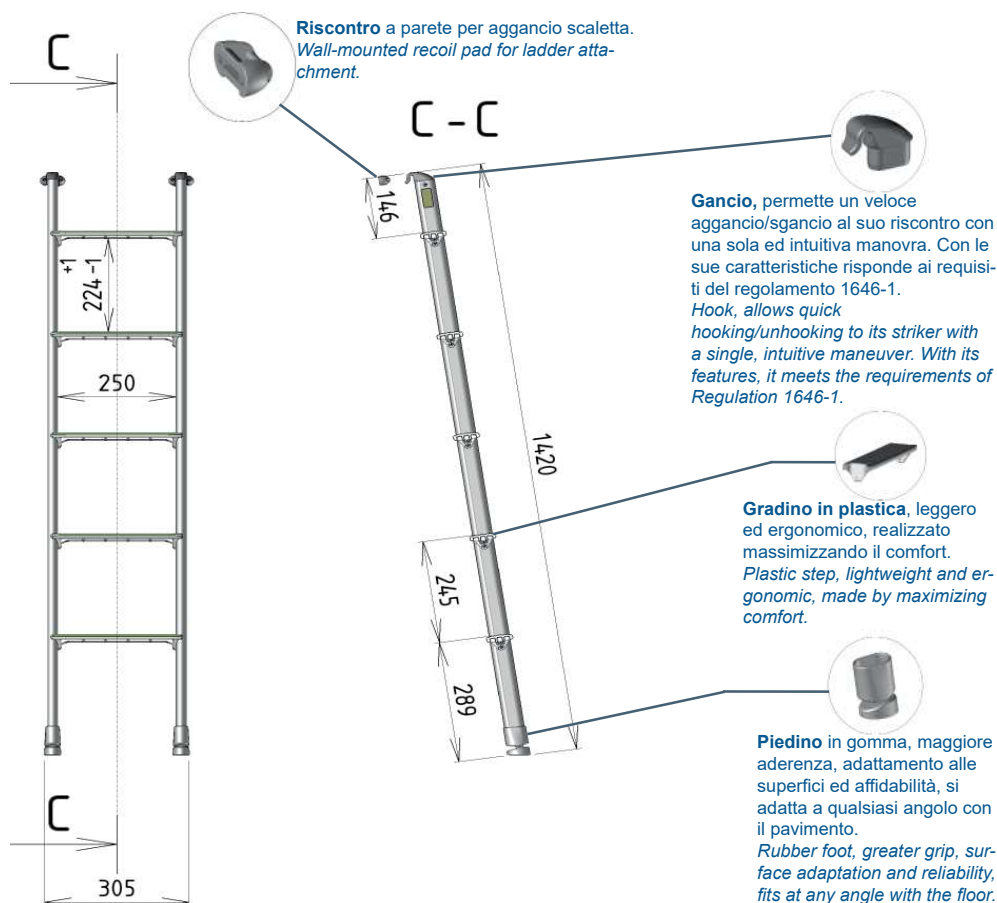 C
Riscontro a parete per aggancio scaletta.
Wall-mounted recoil pad for ladder atta-
chment.
C - C
146
224 +1 -1
250
1420
245
289
C
305
Gancio, permette un veloce
aggancio/sgancio al suo riscontro con
una sola ed intuitiva manovra. Con le
sue caratteristiche risponde ai requisi-
ti del regolamento 1646-1.
Hook, allows quick
hooking/unhooking to its striker with
a single, intuitive maneuver. With its
features, it meets the requirements of
Regulation 1646-1.
Gradino in plastica, leggero
ed ergonomico, realizzato
massimizzando il comfort.
Plastic step, lightweight and er-
gonomic, made by maximizing
comfort.
Piedino in gomma, maggiore
aderenza, adattamento alle
superfici ed affidabilità, si
adatta a qualsiasi angolo con
il pavimento.
Rubber foot, greater grip, sur-
face adaptation and reliability,
fits at any angle with the floor.